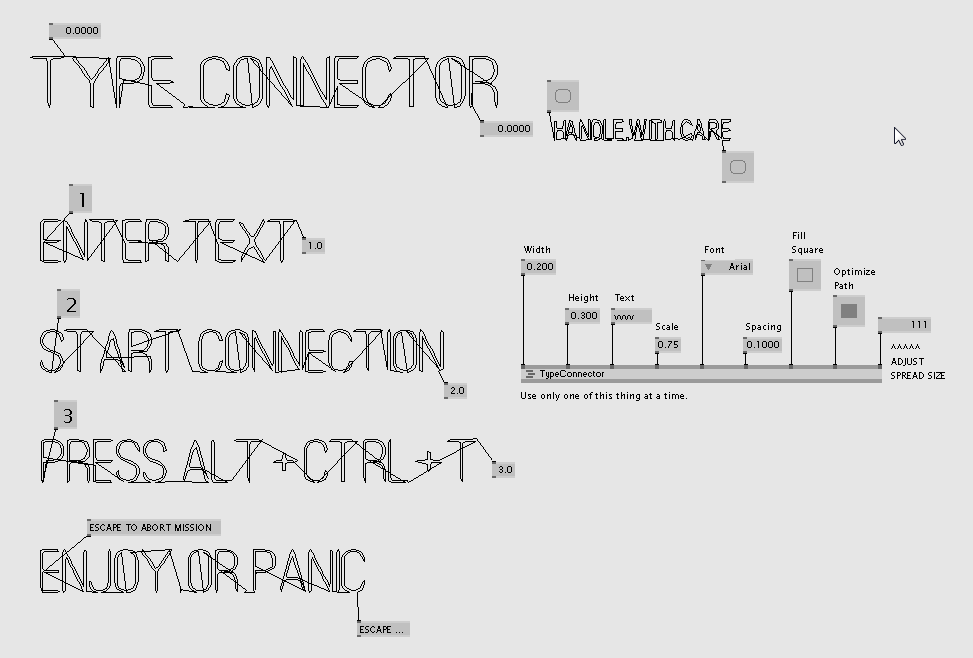 0.0000
TYPE CONNECTOR
0.0000
HANDLE WITH CARE
1
ENTER TEXT
1.0
2
START CONNECTION
2.0
3
PRESS ALT + CTRL + T
3.0
ESCAPE TO ABORT MISSION
ENJOY OR PANIC
ESCAPE ...
Fill
Square
Width
0.200
Font
Arial
Optimize
Path
Height
0.300
Text
Scale
0.75
Spacing
0.1000
111
^^^^^
ADJUST
SPREAD SIZE
TypeConnector
Use only one of this thing at a time.